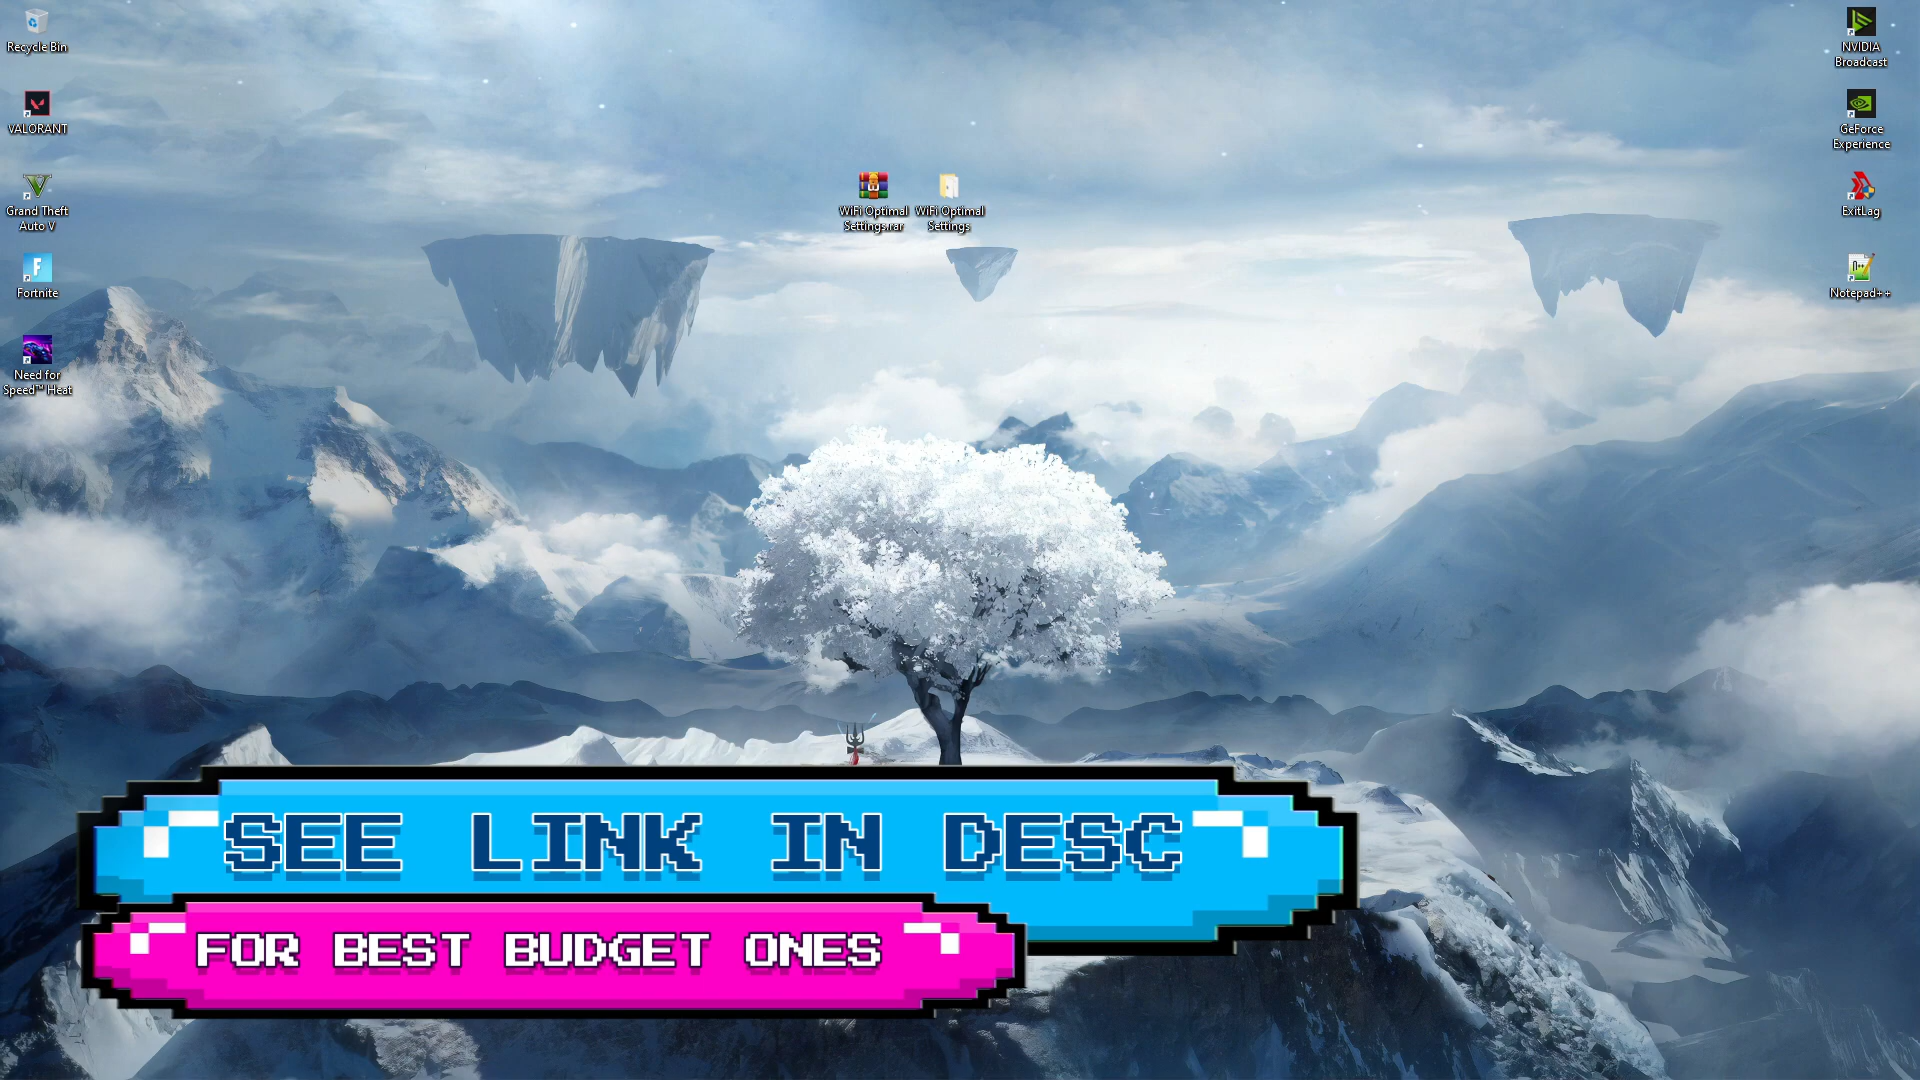 Recycle Bin
VALORANT
Grand Theft
Auto V
Fortnite
Need for
Speed™ Heat
WiFi Optimal
Settings.rar
WiFi Optimal
Settings
NVIDIA
Broadcast
GeForce
Experience
ExitLag
Notepad++
SEE LINK IN DESC
FOR BEST BUDGET ONES